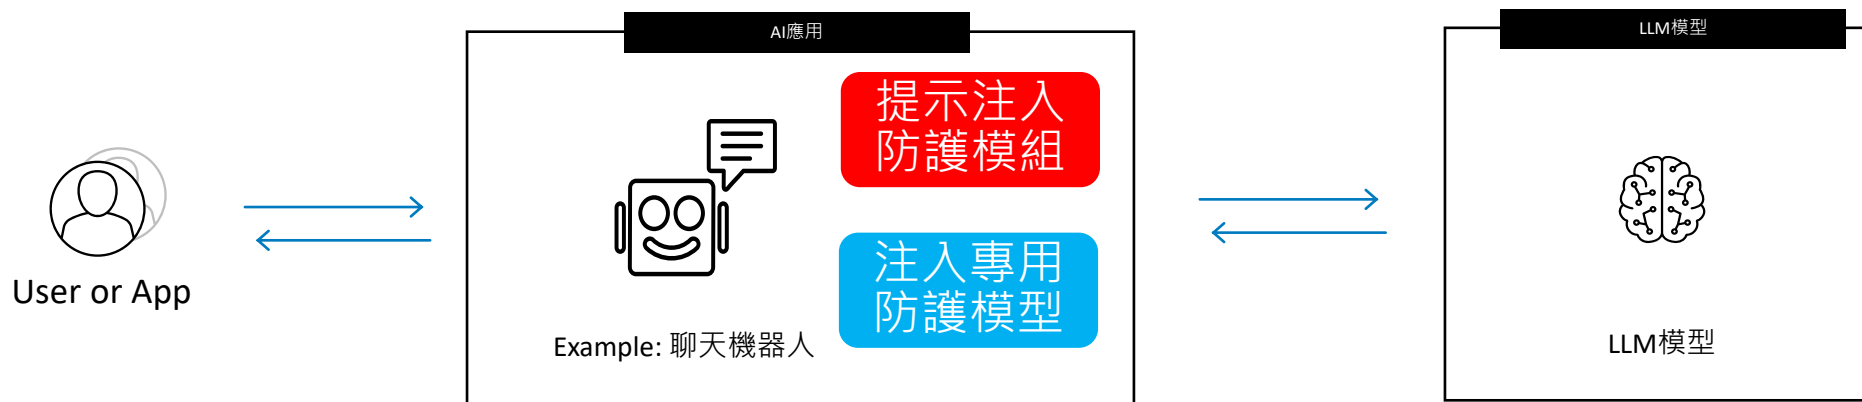 AI應用
LLM模型
提示注入
防護模組
注入專用
防護模型
User or App
Example: 聊天機器人
LLM模型